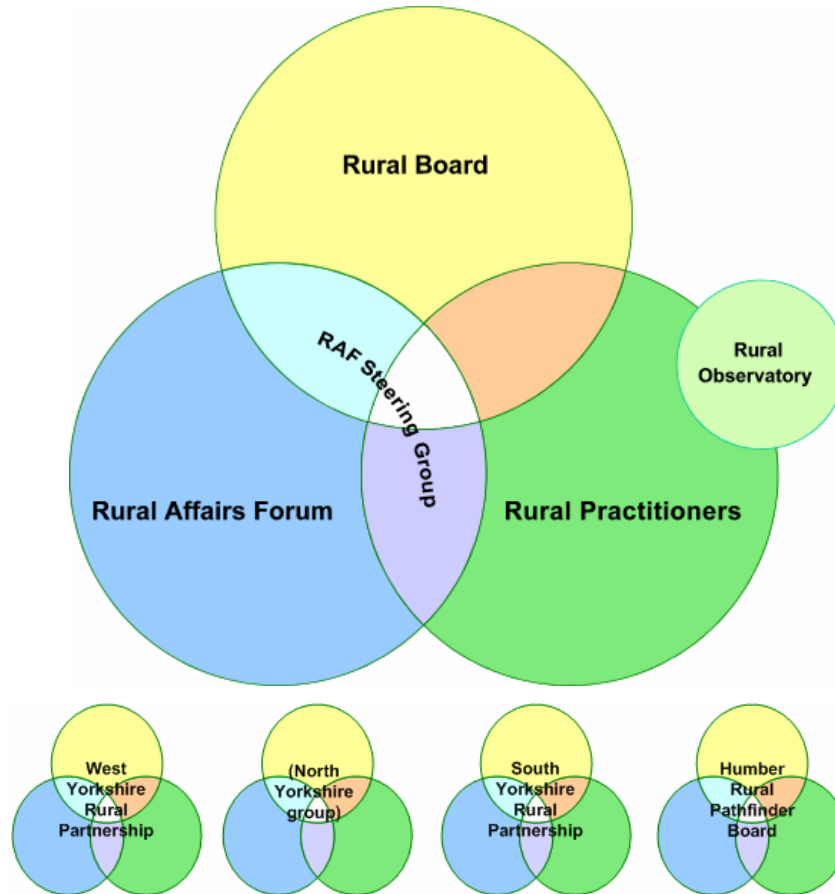 Rural Board
RAF Steering Group
Rural
Observatory
Rural Affairs Forum
Rural Practitioners
West
Yorkshire
Rural
Partnership
(North
Yorkshire
group)
South
Yorkshire
Rural
Partnership
Humber
Rural
Pathfinder
Board